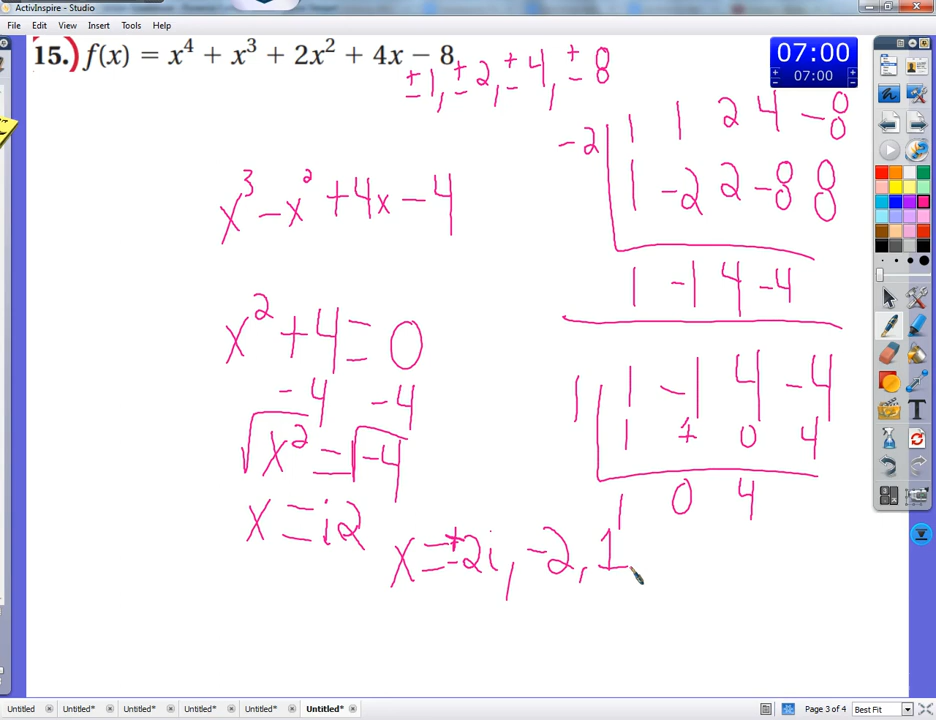 ActivInspire - Studio
File Edit View Insert Tools Help
15.) f(x) = x⁴ + x³ + 2x² + 4x − 8
±1, ±2, ±4, ±8
07:00
07:00
-2 | 1 1 2 4 -8
1 -2 2 -8 8
1 -1 4 -4
x³ - x² + 4x - 4
x² + 4 = 0
-4 -4
√x² = √-4
x = i2
1 | 1 -1 4 -4
1 + 0 4
1 0 4
x = ±2i, -2, 1
T
Untitled Untitled* Untitled* Untitled* Untitled* Untitled* Page 3 of 4 Best Fit